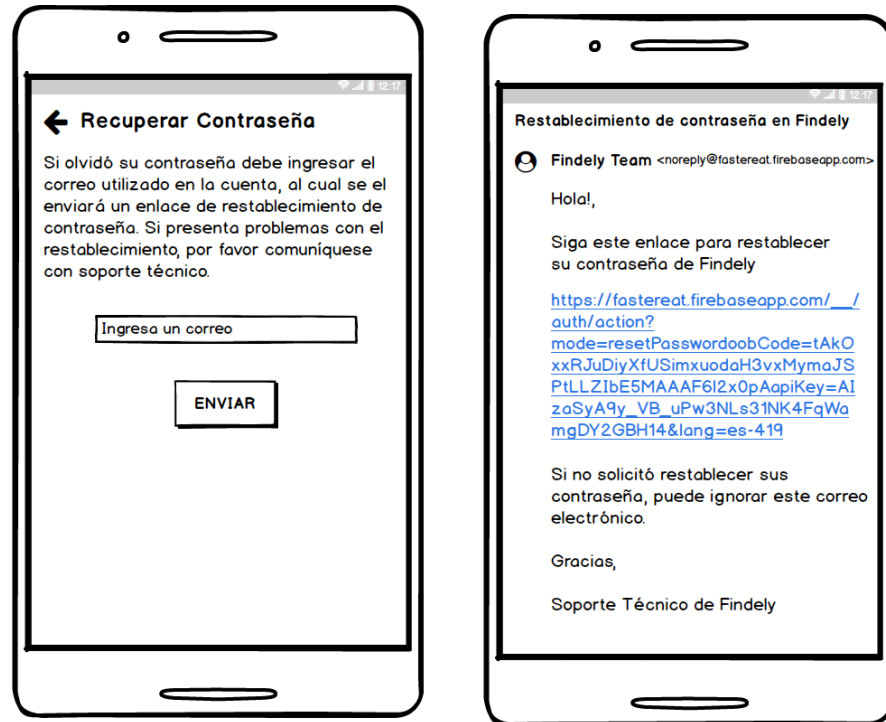 12:17
Recuperar Contraseña
Si olvidó su contraseña debe ingresar el
correo utilizado en la cuenta, al cual se el
enviará un enlace de restablecimiento de
contraseña. Si presenta problemas con el
restablecimiento, por favor comuníquese
con soporte técnico.
Ingresa un correo
ENVIAR
12:17
Restablecimiento de contraseña en Findely
Findely Team <noreply@fastereat.firebaseapp.com>
Hola!,
Siga este enlace para restablecer
su contraseña de Findely
https://fastereat.firebaseapp.com/__/
auth/action?
mode=resetPasswordoobCode=tAkO
xxRJuDiyXfUSimxuodaH3vxMymaJS
PtLLZIbE5MAAAF6I2x0pAapiKey=AI
zaSyA9y_VB_uPw3NLs31NK4FqWa
mgDY2GBH14&lang=es-419
Si no solicitó restablecer sus
contraseña, puede ignorar este correo
electrónico.
Gracias,
Soporte Técnico de Findely